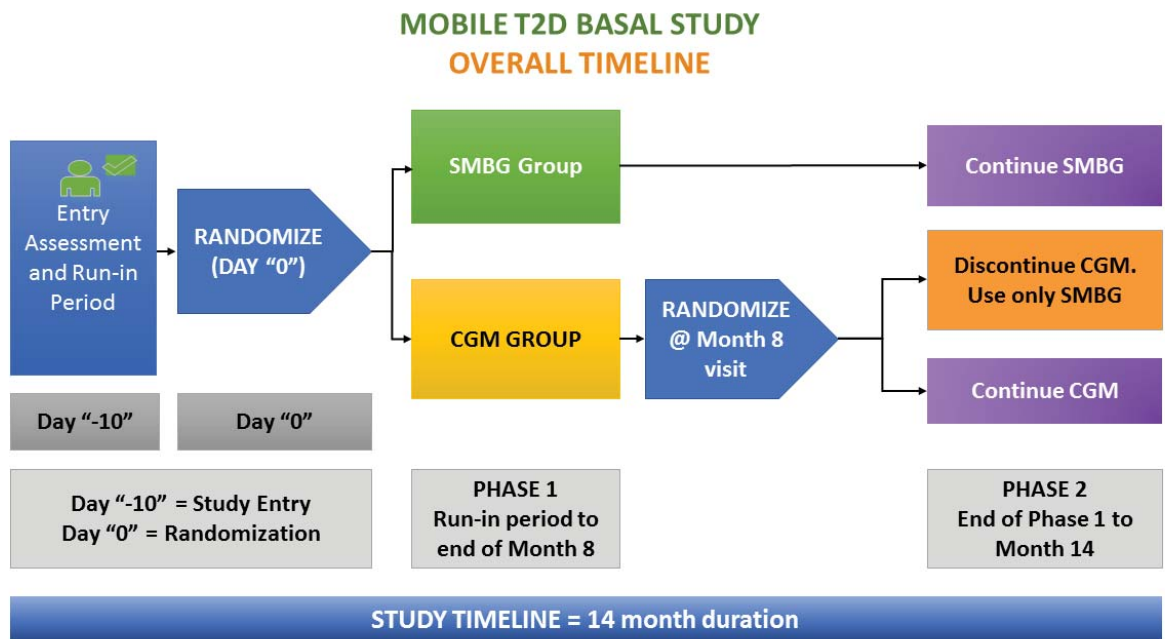 MOBILE T2D BASAL STUDY
OVERALL TIMELINE
Entry
Assessment
and Run-in
Period
RANDOMIZE
(DAY “0”)
SMBG Group
Continue SMBG
CGM GROUP
RANDOMIZE
@ Month 8
visit
Discontinue CGM.
Use only SMBG
Continue CGM
Day “-10”
Day “0”
Day “-10” = Study Entry
Day “0” = Randomization
PHASE 1
Run-in period to
end of Month 8
PHASE 2
End of Phase 1 to
Month 14
STUDY TIMELINE = 14 month duration